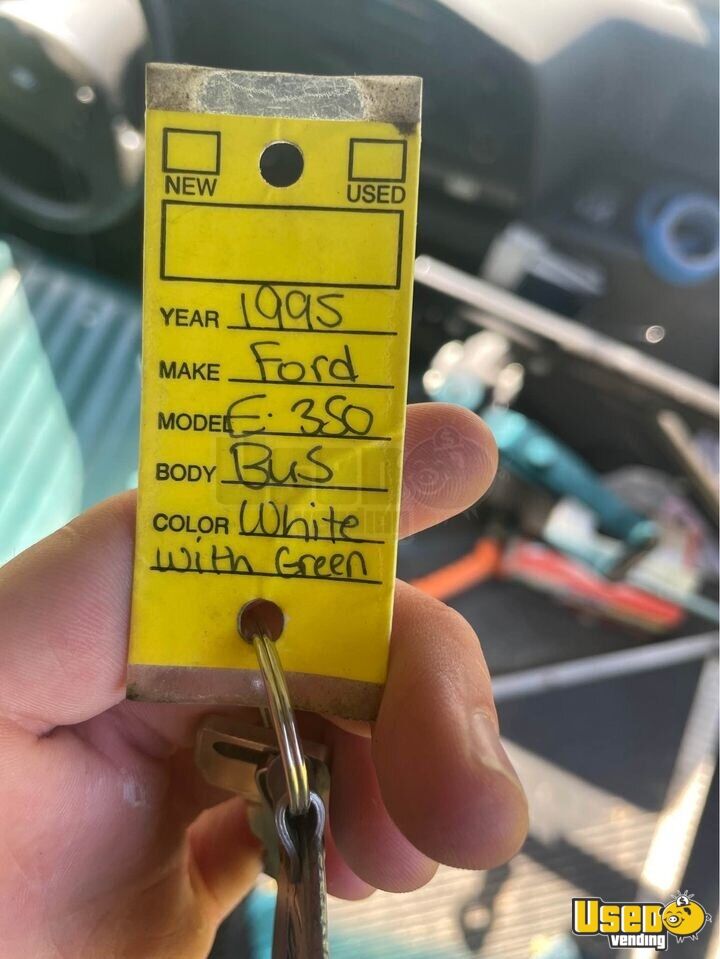 NEW USED
YEAR 1995
MAKE Ford
MODEL E-350
BODY Bus
COLOR White
with Green
USED
vending